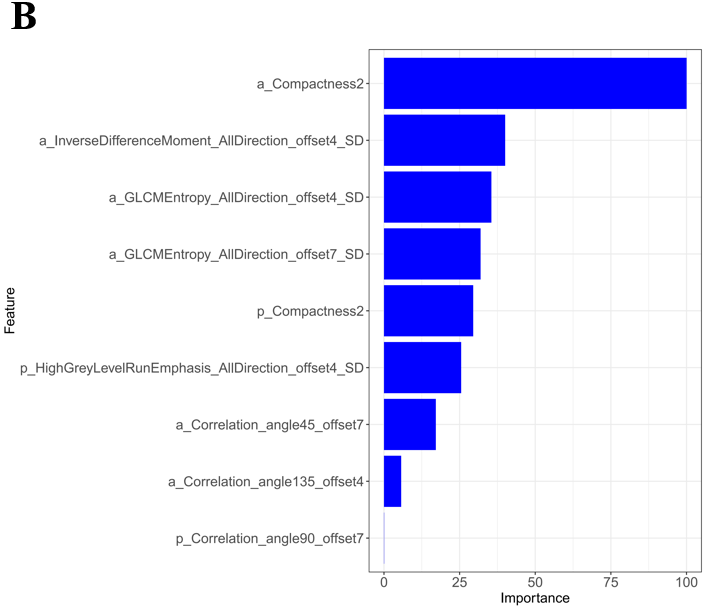 B
a_Compactness2
a_InverseDifferenceMoment_AllDirection_offset4_SD
a_GLCMEntropy_AllDirection_offset4_SD
a_GLCMEntropy_AllDirection_offset7_SD
p_Compactness2
p_HighGreyLevelRunEmphasis_AllDirection_offset4_SD
a_Correlation_angle45_offset7
a_Correlation_angle135_offset4
p_Correlation_angle90_offset7
Feature
0 25 50 75 100
Importance